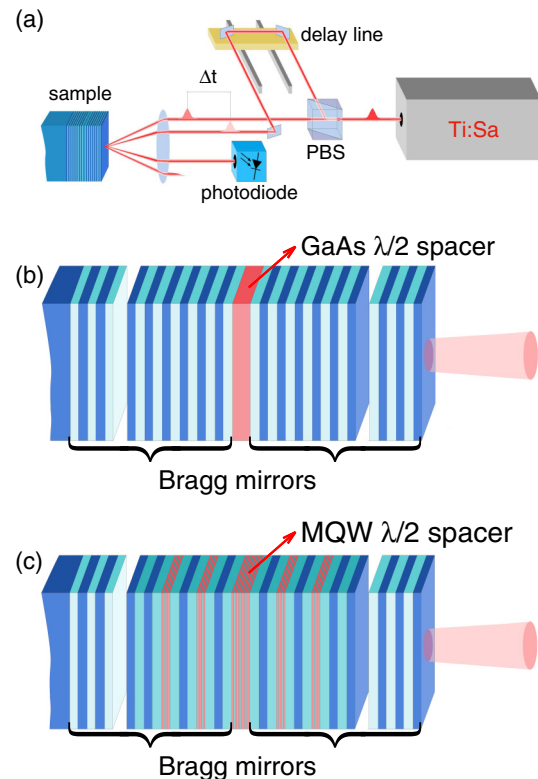 (a)
delay line
Δt
sample
Ti:Sa
PBS
photodiode
(b)
GaAs λ/2 spacer
Bragg mirrors
(c)
MQW λ/2 spacer
Bragg mirrors